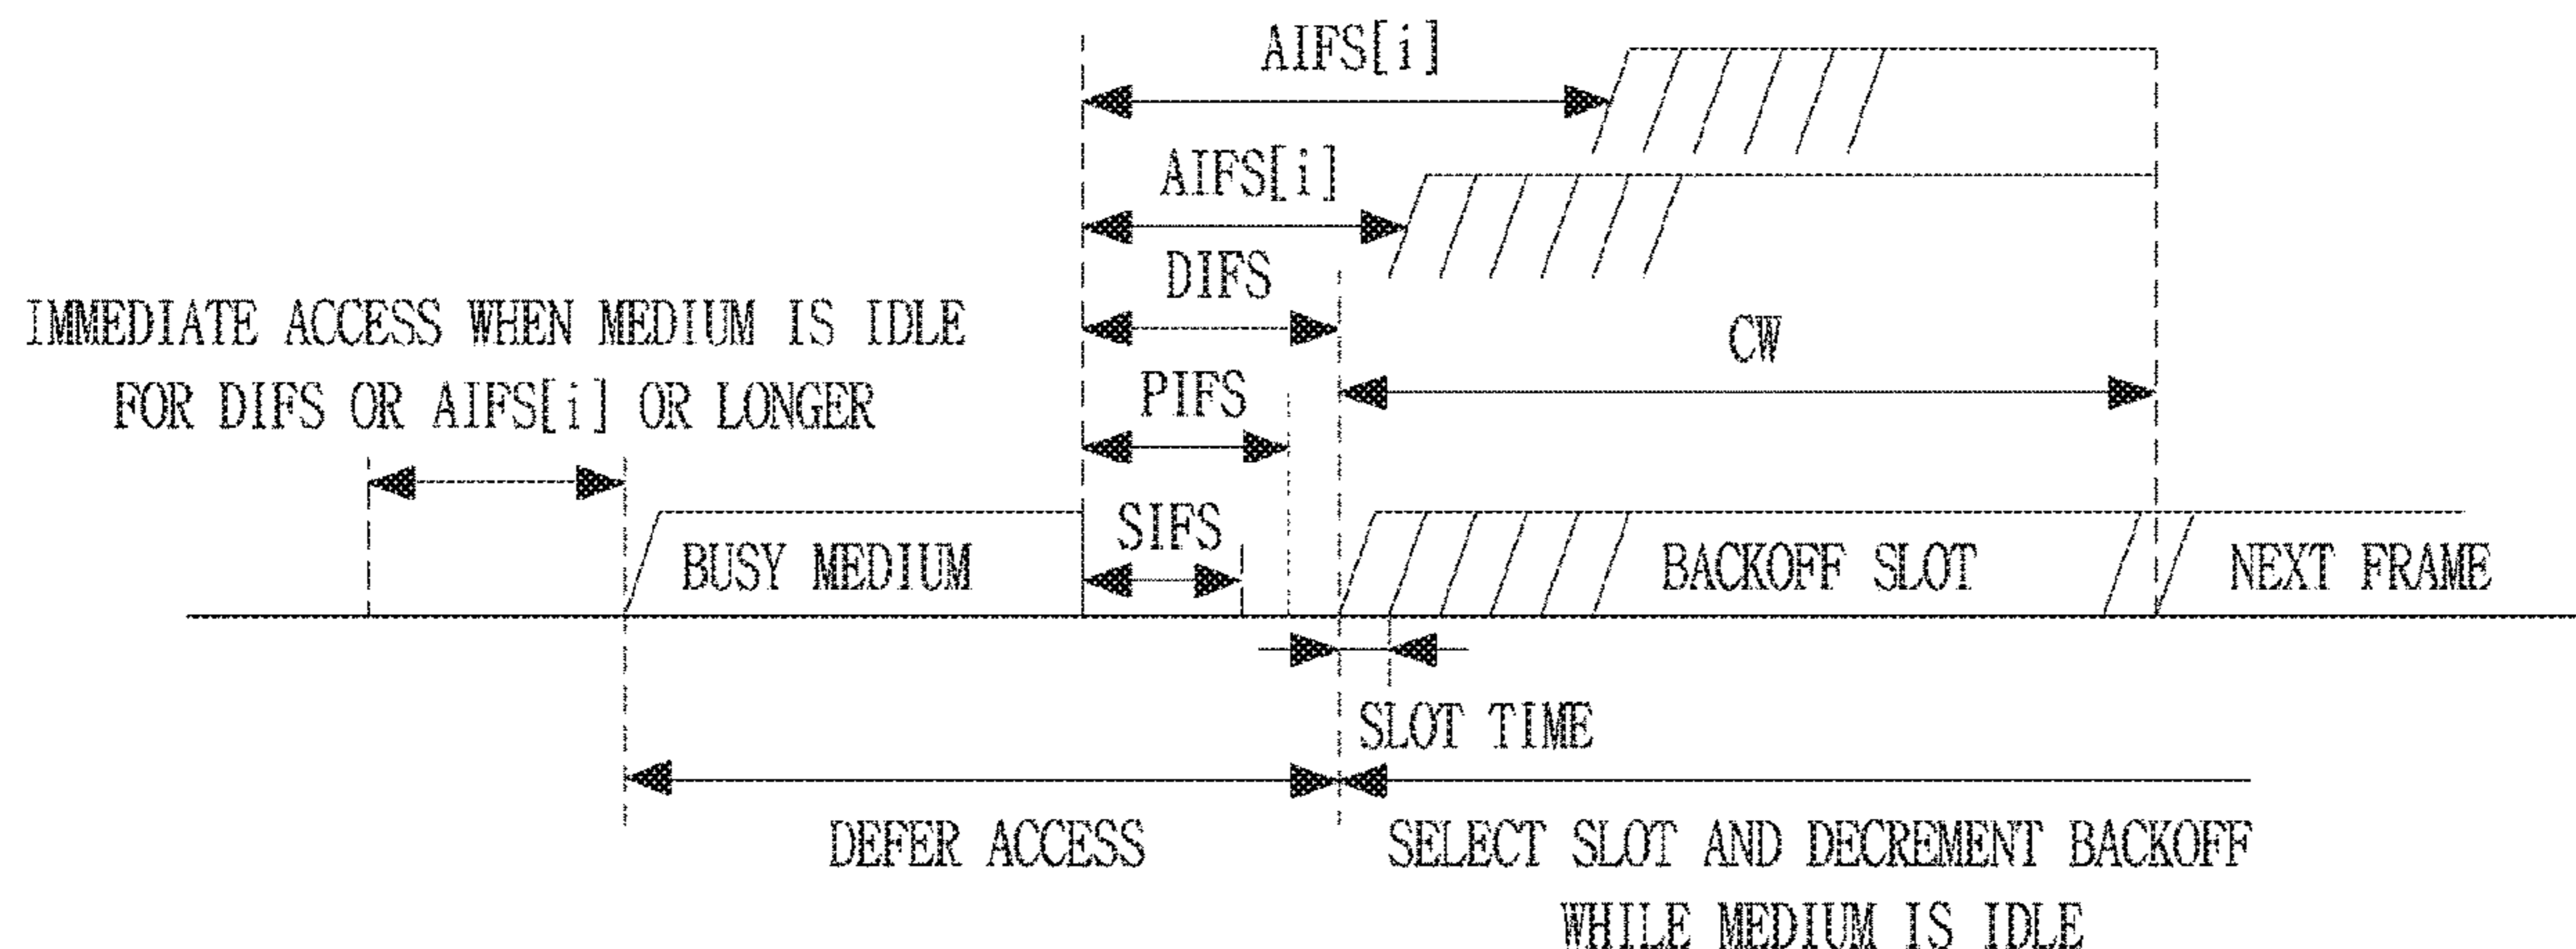 AIFS[i]
AIFS[i]
DIFS
IMMEDIATE ACCESS WHEN MEDIUM IS IDLE
FOR DIFS OR AIFS[i] OR LONGER
CW
PIFS
SIFS
BUSY MEDIUM
BACKOFF SLOT
NEXT FRAME
SLOT TIME
DEFER ACCESS
SELECT SLOT AND DECREMENT BACKOFF
WHILE MEDIUM IS IDLE